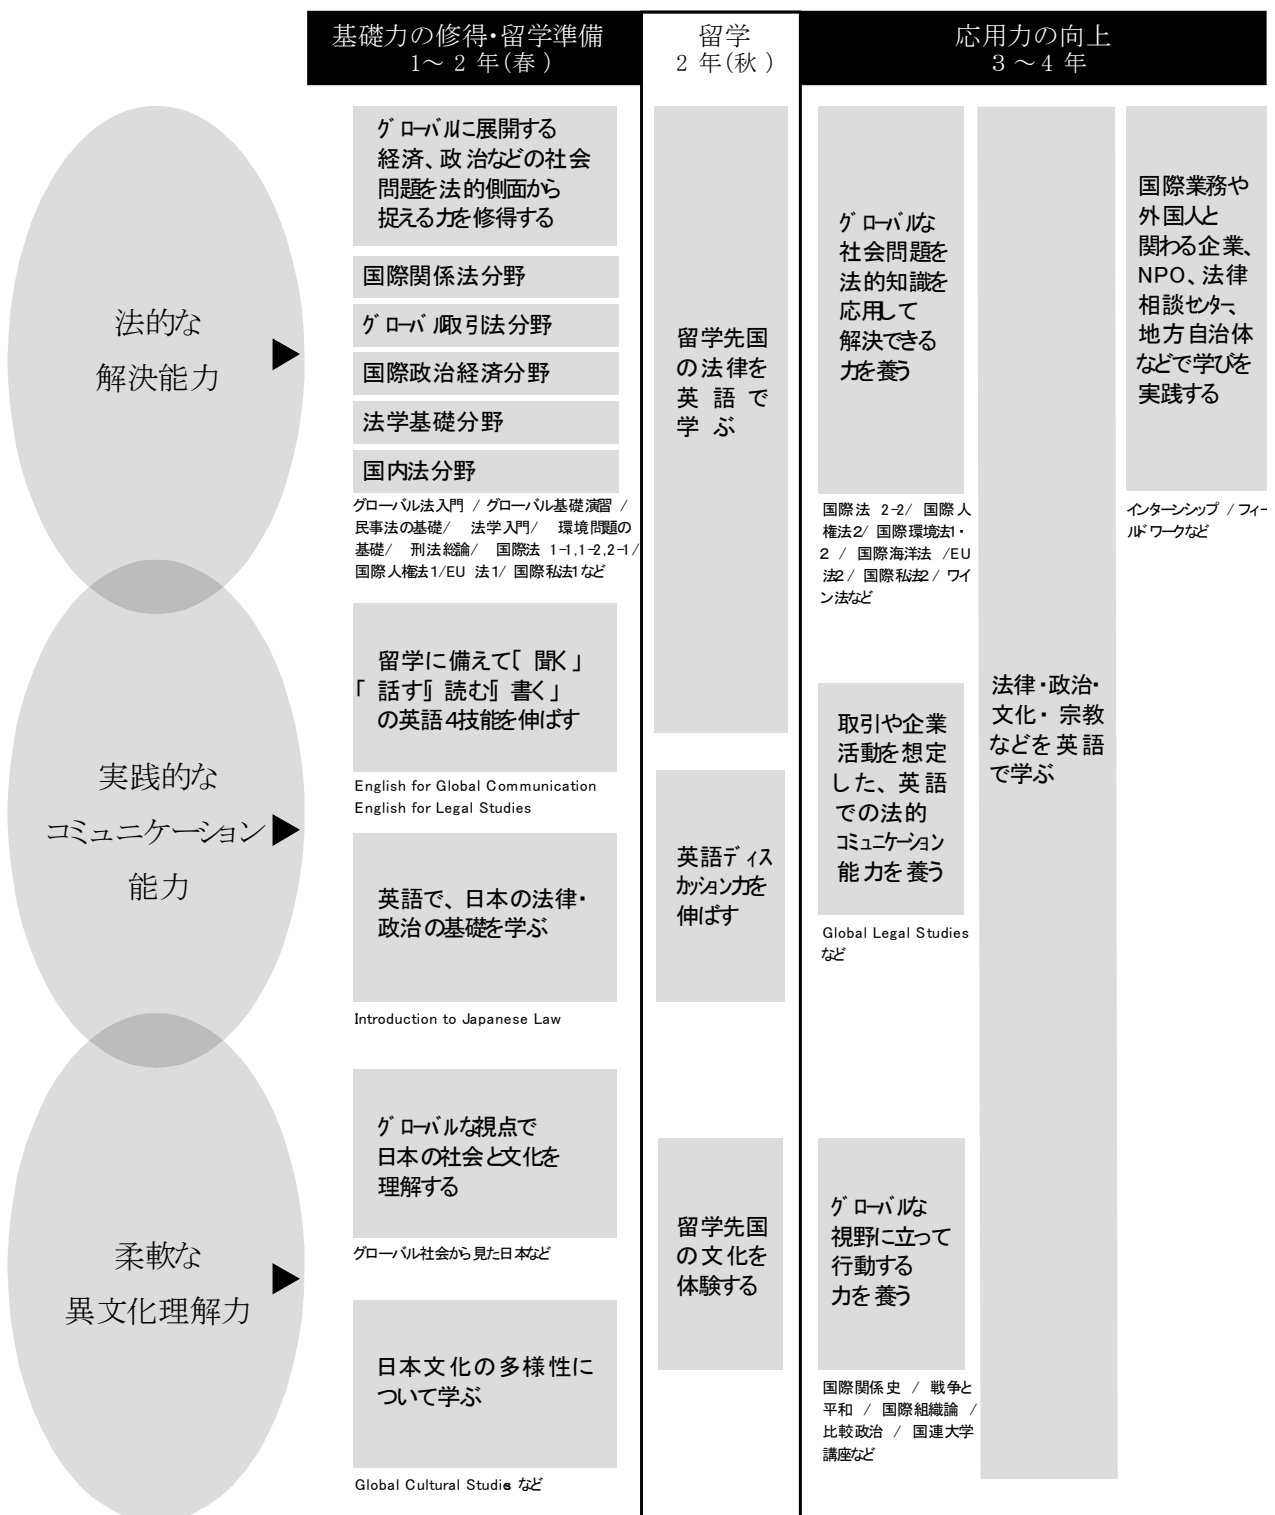 基礎力の修得・留学準備
1～2年(春)
留学
2年(秋)
応用力の向上
3～4年
法的な
解決能力
グローバルに展開する
経済、政治などの社会
問題を法的側面から
捉える力を修得する
国際関係法分野
グローバル取引法分野
国際政治経済分野
法学基礎分野
国内法分野
グローバル法入門 / グローバル基礎演習 /
民事法の基礎/ 法学入門/ 環境問題の
基礎/ 刑法総論/ 国際法 1-1,1-2,2-1/
国際人権法1/EU 法1/ 国際私法1など
留学先国
の法律を
英語で
学ぶ
グローバルな
社会問題を
法的知識を
応用して
解決できる
力を養う
国際法 2-2/ 国際人
権法2/ 国際環境法1・
2 / 国際海洋法 /EU
法2/ 国際私法2/ ワイ
ン法など
国際業務や
外国人と
関わる企業、
NPO、法律
相談センター、
地方自治体
などで学びを
実践する
インターンシップ / フィー
ルドワークなど
法律・政治・
文化・宗教
などを英語
で学ぶ
実践的な
コミュニケーション
能力
留学に備えて「聞く」
「話す」「読む」「書く」
の英語4技能を伸ばす
English for Global Communication
English for Legal Studies
英語で、日本の法律・
政治の基礎を学ぶ
Introduction to Japanese Law
英語ディス
カッション力を
伸ばす
取引や企業
活動を想定
した、英語
での法的
コミュニケーション
能力を養う
Global Legal Studies
など
柔軟な
異文化理解力
グローバルな視点で
日本の社会と文化を
理解する
グローバル社会から見た日本など
日本文化の多様性に
ついて学ぶ
Global Cultural Studies など
留学先国
の文化を
体験する
グローバルな
視野に立って
行動する
力を養う
国際関係史 / 戦争と
平和 / 国際組織論 /
比較政治 / 国連大学
講座など